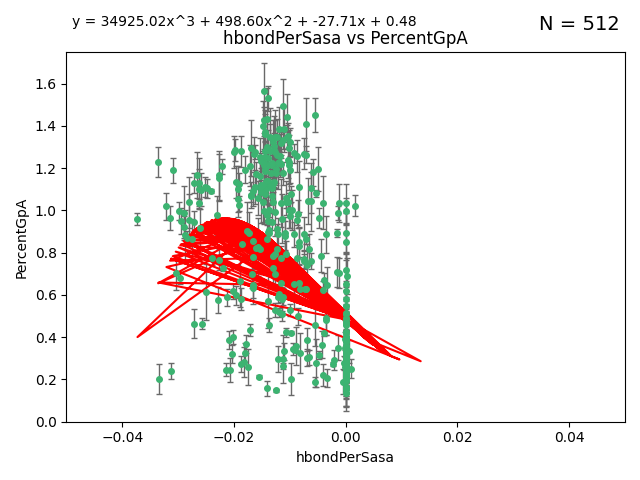 y = 34925.02x^3 + 498.60x^2 + -27.71x + 0.48
N = 512
hbondPerSasa vs PercentGpA
PercentGpA
1.6
1.4
1.2
1.0
0.8
0.6
0.4
0.2
0.0
−0.04 −0.02 0.00 0.02 0.04
hbondPerSasa